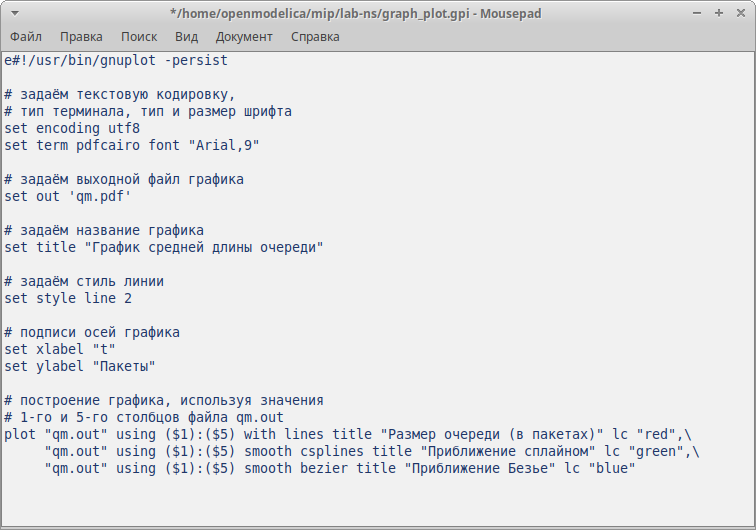 */home/openmodelica/mip/lab-ns/graph_plot.gpi - Mousepad
Файл Правка Поиск Вид Документ Справка
e#!/usr/bin/gnuplot -persist
# задаём текстовую кодировку,
# тип терминала, тип и размер шрифта
set encoding utf8
set term pdfcairo font "Arial,9"
# задаём выходной файл графика
set out 'qm.pdf'
# задаём название графика
set title "График средней длины очереди"
# задаём стиль линии
set style line 2
# подписи осей графика
set xlabel "t"
set ylabel "Пакеты"
# построение графика, используя значения
# 1-го и 5-го столбцов файла qm.out
plot "qm.out" using ($1):($5) with lines title "Размер очереди (в пакетах)" lc "red",\
     "qm.out" using ($1):($5) smooth csplines title "Приближение сплайном" lc "green",\
     "qm.out" using ($1):($5) smooth bezier title "Приближение Безье" lc "blue"